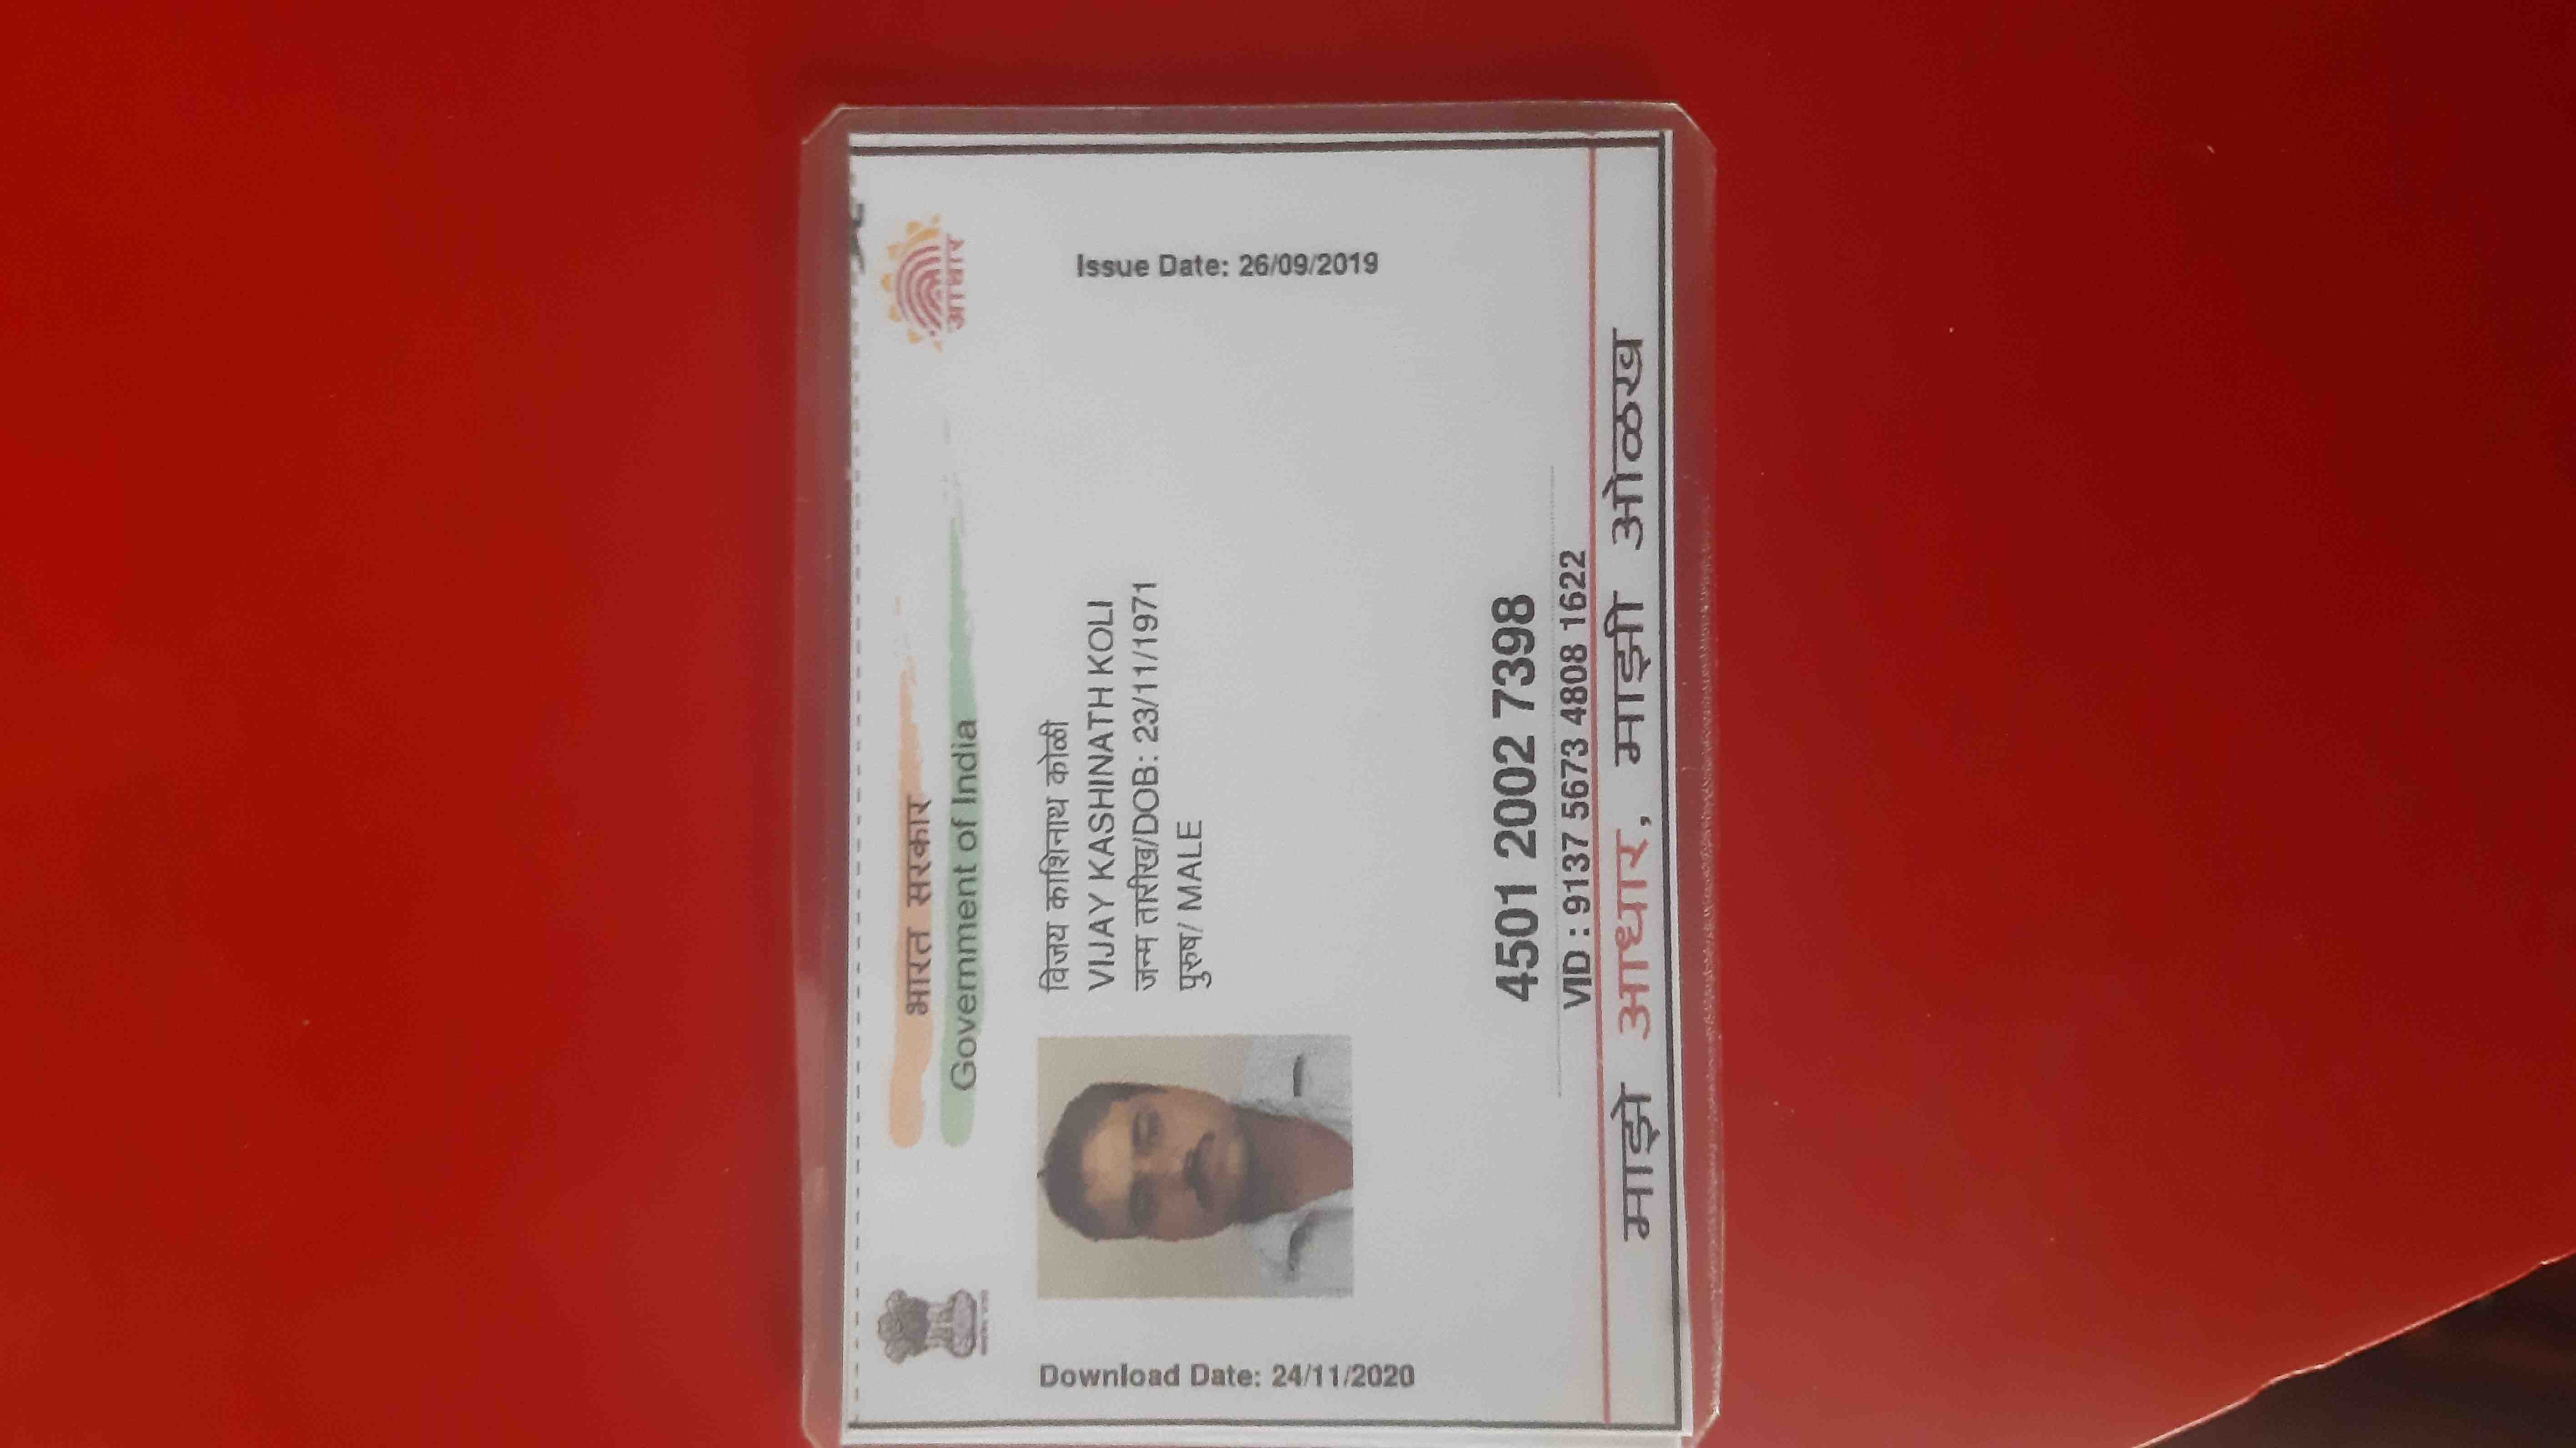 भारत सरकार
Government of India
आधार
Issue Date: 26/09/2019
Download Date: 24/11/2020
विजय काशिनाथ कोळी
VIJAY KASHINATH KOLI
जन्म तारीख/DOB: 23/11/1971
पुरुष/ MALE
4501 2002 7398
VID : 9137 5673 4808 1622
माझे आधार, माझी ओळख